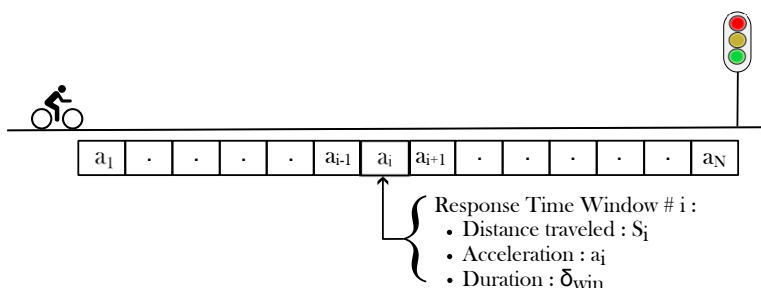 a1 . . . . ai-1 ai ai+1 . . . . . aN
Response Time Window # i :
• Distance traveled : Si
• Acceleration : ai
• Duration : δwin